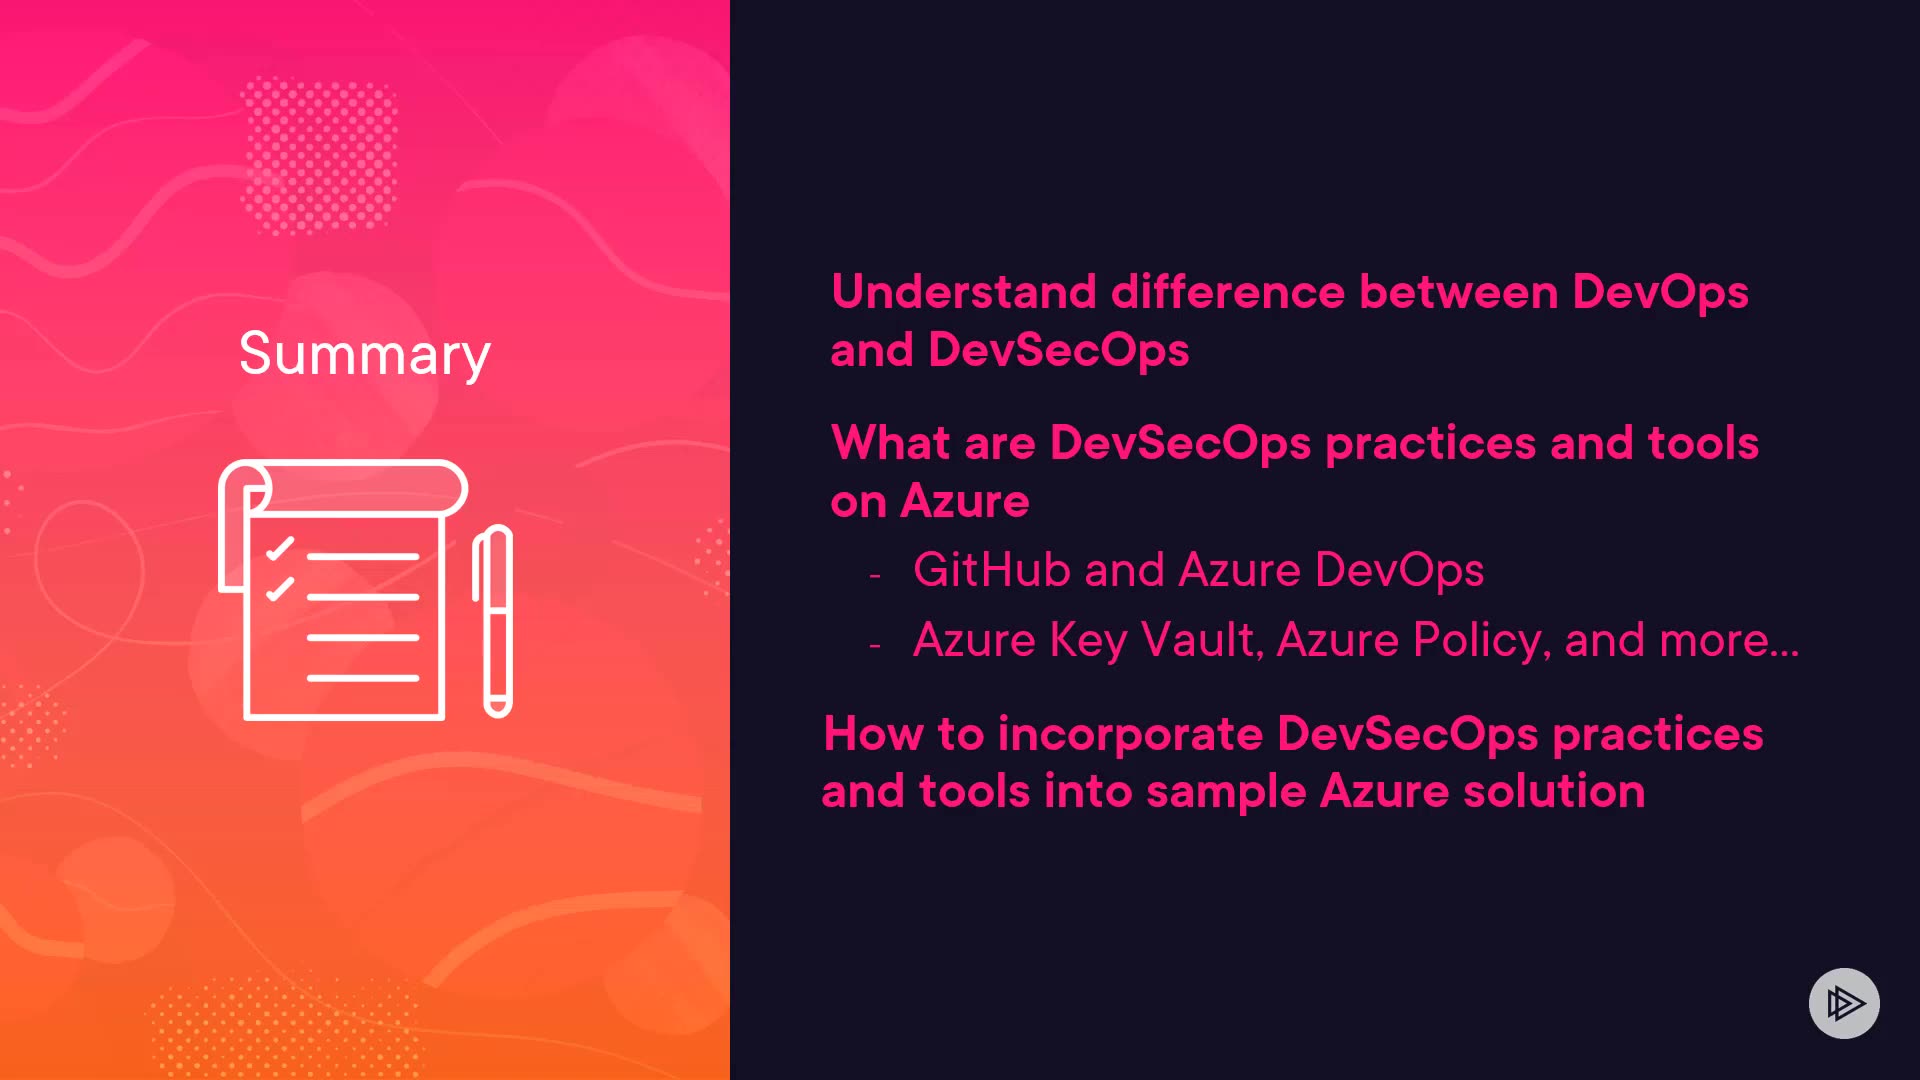 Summary
Understand difference between DevOps
and DevSecOps
What are DevSecOps practices and tools
on Azure
- GitHub and Azure DevOps
- Azure Key Vault, Azure Policy, and more...
How to incorporate DevSecOps practices
and tools into sample Azure solution